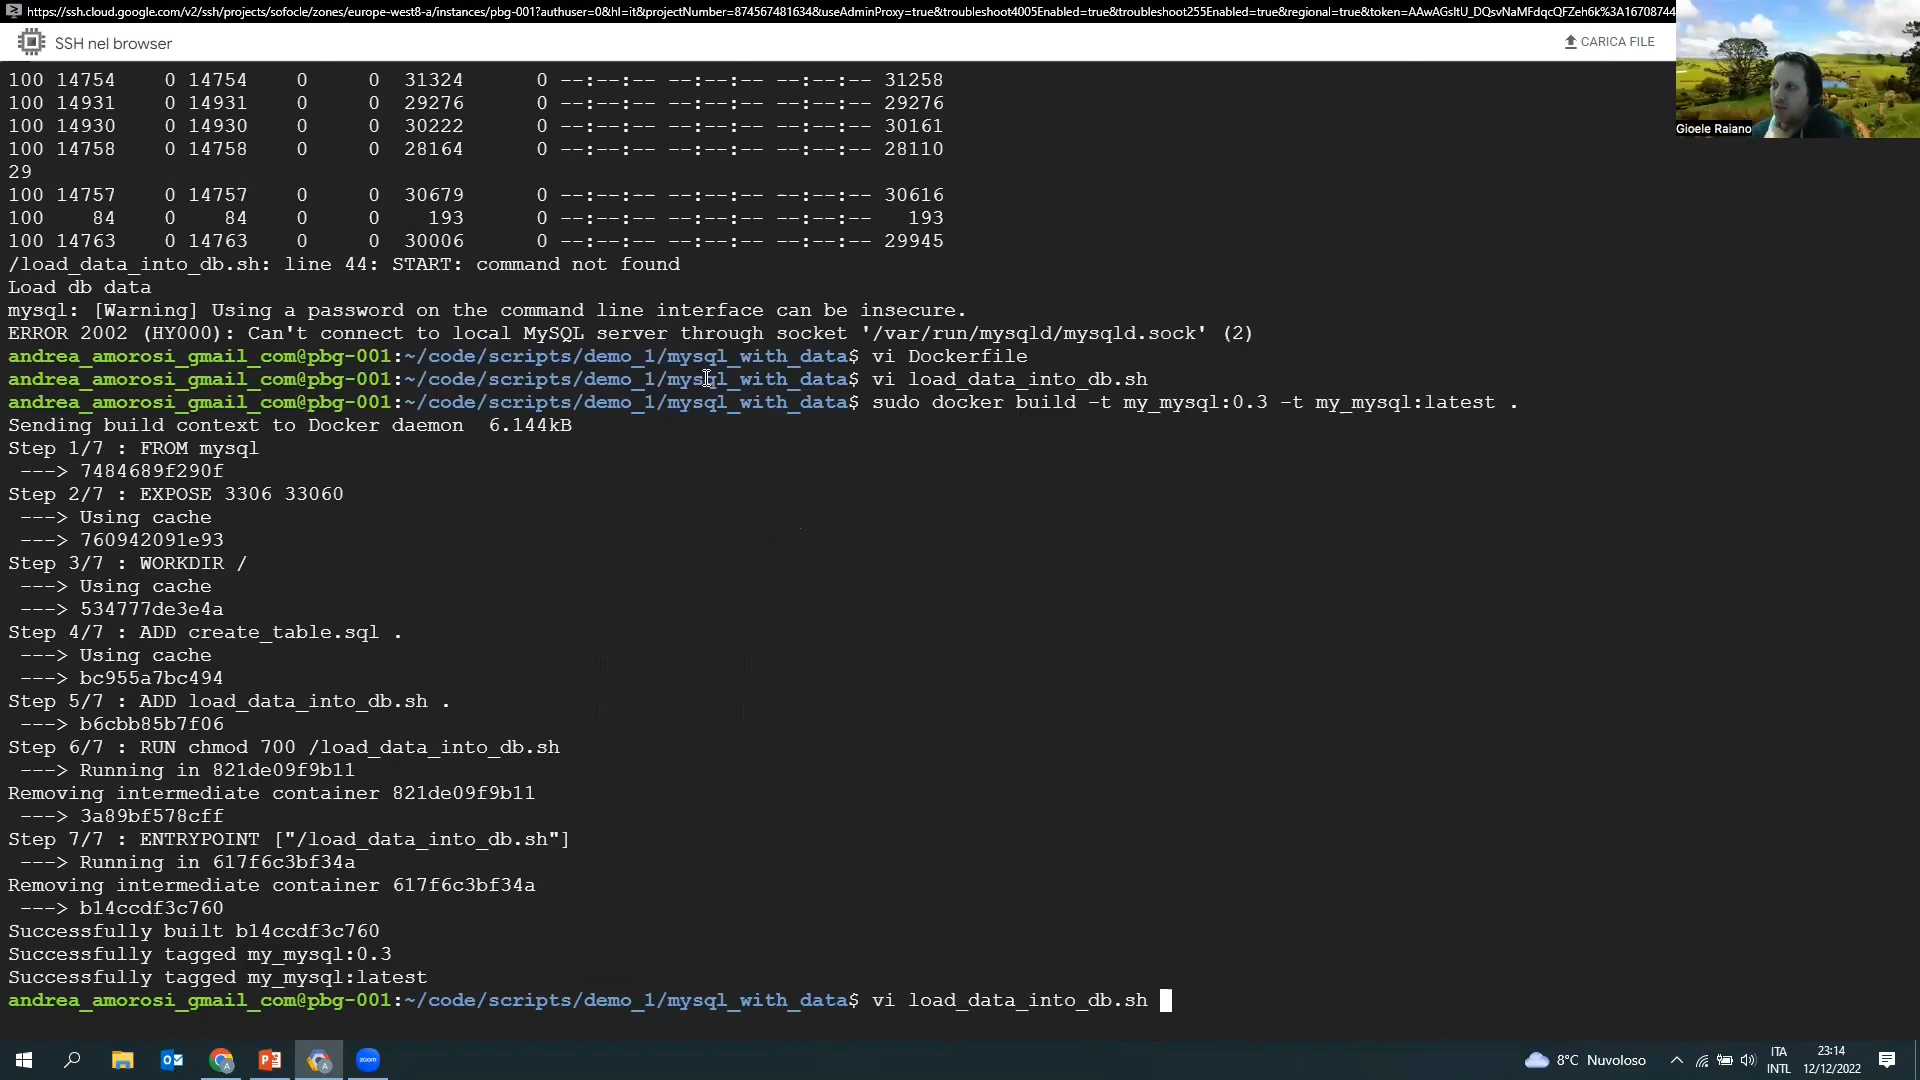 https://ssh.cloud.google.com/v2/ssh/projects/sofocle/zones/europe-west8-a/instances/pbg-001?authuser=0&hl=it&projectNumber=874567481634&useAdminProxy=true&troubleshoot4005Enabled=true&troubleshoot255Enabled=true&regional=true&token=AAwAGsltU_DQsvNaMFdqcQFZeh6k%3A16708744
SSH nel browser
CARICA FILE
Gioele Raiano
100 14754    0 14754    0     0  31324      0 --:--:-- --:--:-- --:--:-- 31258
100 14931    0 14931    0     0  29276      0 --:--:-- --:--:-- --:--:-- 29276
100 14930    0 14930    0     0  30222      0 --:--:-- --:--:-- --:--:-- 30161
100 14758    0 14758    0     0  28164      0 --:--:-- --:--:-- --:--:-- 28110
29
100 14757    0 14757    0     0  30679      0 --:--:-- --:--:-- --:--:-- 30616
100    84    0    84    0     0    193      0 --:--:-- --:--:-- --:--:--   193
100 14763    0 14763    0     0  30006      0 --:--:-- --:--:-- --:--:-- 29945
/load_data_into_db.sh: line 44: START: command not found
Load db data
mysql: [Warning] Using a password on the command line interface can be insecure.
ERROR 2002 (HY000): Can't connect to local MySQL server through socket '/var/run/mysqld/mysqld.sock' (2)
andrea_amorosi_gmail_com@pbg-001:~/code/scripts/demo_1/mysql_with_data$ vi Dockerfile
andrea_amorosi_gmail_com@pbg-001:~/code/scripts/demo_1/mysql_with_data$ vi load_data_into_db.sh
andrea_amorosi_gmail_com@pbg-001:~/code/scripts/demo_1/mysql_with_data$ sudo docker build -t my_mysql:0.3 -t my_mysql:latest .
Sending build context to Docker daemon  6.144kB
Step 1/7 : FROM mysql
 ---> 7484689f290f
Step 2/7 : EXPOSE 3306 33060
 ---> Using cache
 ---> 760942091e93
Step 3/7 : WORKDIR /
 ---> Using cache
 ---> 534777de3e4a
Step 4/7 : ADD create_table.sql .
 ---> Using cache
 ---> bc955a7bc494
Step 5/7 : ADD load_data_into_db.sh .
 ---> b6cbb85b7f06
Step 6/7 : RUN chmod 700 /load_data_into_db.sh
 ---> Running in 821de09f9b11
Removing intermediate container 821de09f9b11
 ---> 3a89bf578cff
Step 7/7 : ENTRYPOINT ["/load_data_into_db.sh"]
 ---> Running in 617f6c3bf34a
Removing intermediate container 617f6c3bf34a
 ---> b14ccdf3c760
Successfully built b14ccdf3c760
Successfully tagged my_mysql:0.3
Successfully tagged my_mysql:latest
andrea_amorosi_gmail_com@pbg-001:~/code/scripts/demo_1/mysql_with_data$ vi load_data_into_db.sh
zoom
8°C Nuvoloso
ITA
INTL
23:14
12/12/2022